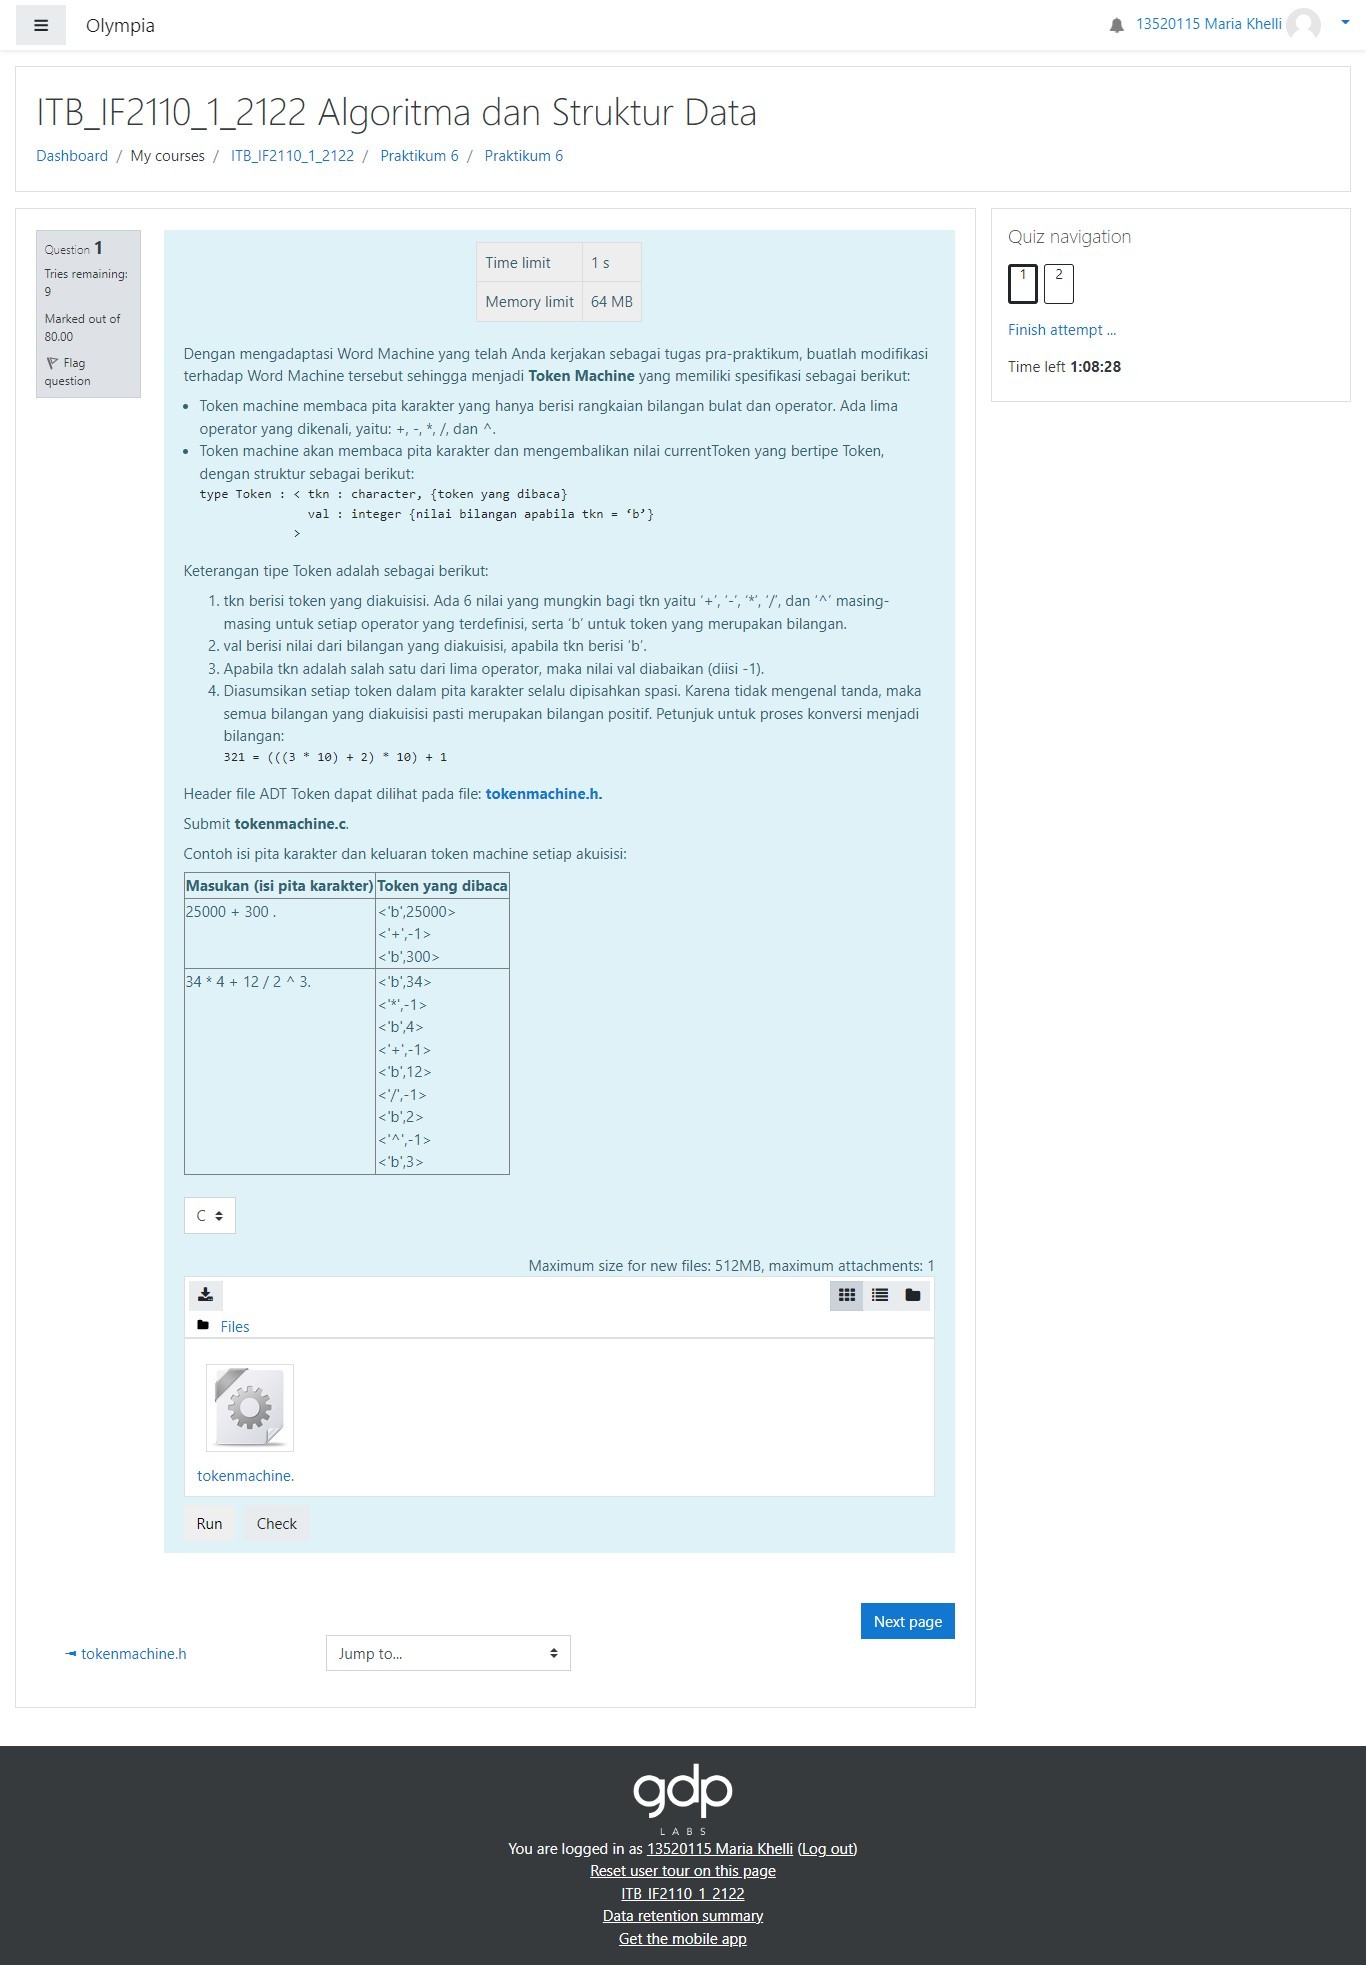 Olympia
13520115 Maria Khelli
ITB_IF2110_1_2122 Algoritma dan Struktur Data
Dashboard / My courses / ITB_IF2110_1_2122 / Praktikum 6 / Praktikum 6
Question 1
Tries remaining:
9
Marked out of
80.00
Flag
question
Time limit 1 s
Memory limit 64 MB
Dengan mengadaptasi Word Machine yang telah Anda kerjakan sebagai tugas pra-praktikum, buatlah modifikasi
terhadap Word Machine tersebut sehingga menjadi Token Machine yang memiliki spesifikasi sebagai berikut:
• Token machine membaca pita karakter yang hanya berisi rangkaian bilangan bulat dan operator. Ada lima
operator yang dikenali, yaitu: +, -, *, /, dan ^.
• Token machine akan membaca pita karakter dan mengembalikan nilai currentToken yang bertipe Token,
dengan struktur sebagai berikut:
type Token : < tkn : character, {token yang dibaca}
val : integer {nilai bilangan apabila tkn = ‘b’}
>
Keterangan tipe Token adalah sebagai berikut:
1. tkn berisi token yang diakuisisi. Ada 6 nilai yang mungkin bagi tkn yaitu ‘+’, ‘-’, ‘*’, ‘/’, dan ‘^’ masing-
masing untuk setiap operator yang terdefinisi, serta ‘b’ untuk token yang merupakan bilangan.
2. val berisi nilai dari bilangan yang diakuisisi, apabila tkn berisi ‘b’.
3. Apabila tkn adalah salah satu dari lima operator, maka nilai val diabaikan (diisi -1).
4. Diasumsikan setiap token dalam pita karakter selalu dipisahkan spasi. Karena tidak mengenal tanda, maka
semua bilangan yang diakuisisi pasti merupakan bilangan positif. Petunjuk untuk proses konversi menjadi
bilangan:
321 = (((3 * 10) + 2) * 10) + 1
Header file ADT Token dapat dilihat pada file: tokenmachine.h.
Submit tokenmachine.c.
Contoh isi pita karakter dan keluaran token machine setiap akuisisi:
Masukan (isi pita karakter) Token yang dibaca
25000 + 300 . <'b',25000>
<'+',-1>
<'b',300>
34 * 4 + 12 / 2 ^ 3. <'b',34>
<'*',-1>
<'b',4>
<'+',-1>
<'b',12>
<'/',-1>
<'b',2>
<'^',-1>
<'b',3>
C
Maximum size for new files: 512MB, maximum attachments: 1
Files
tokenmachine.
Run Check
Next page
tokenmachine.h
Jump to...
Quiz navigation
1 2
Finish attempt ...
Time left 1:08:28
gdp
LABS
You are logged in as 13520115 Maria Khelli (Log out)
Reset user tour on this page
ITB_IF2110_1_2122
Data retention summary
Get the mobile app